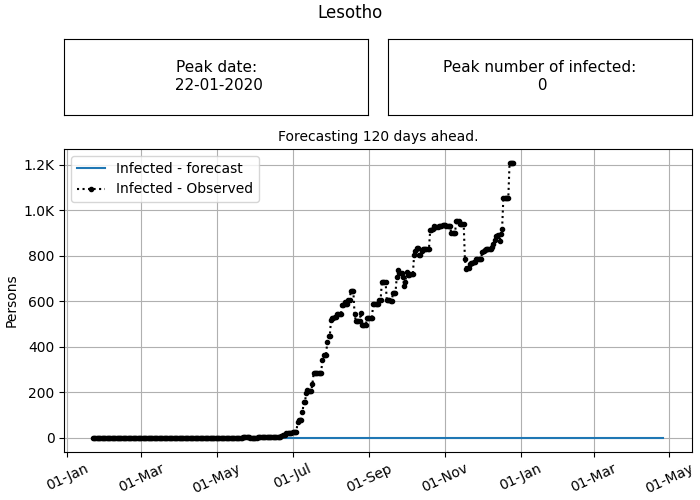 Lesotho
Peak date:
22-01-2020
Peak number of infected:
0
Forecasting 120 days ahead.
Infected - forecast
Infected - Observed
Persons
1.2K
1.0K
800
600
400
200
0
01-Jan
01-Mar
01-May
01-Jul
01-Sep
01-Nov
01-Jan
01-Mar
01-May